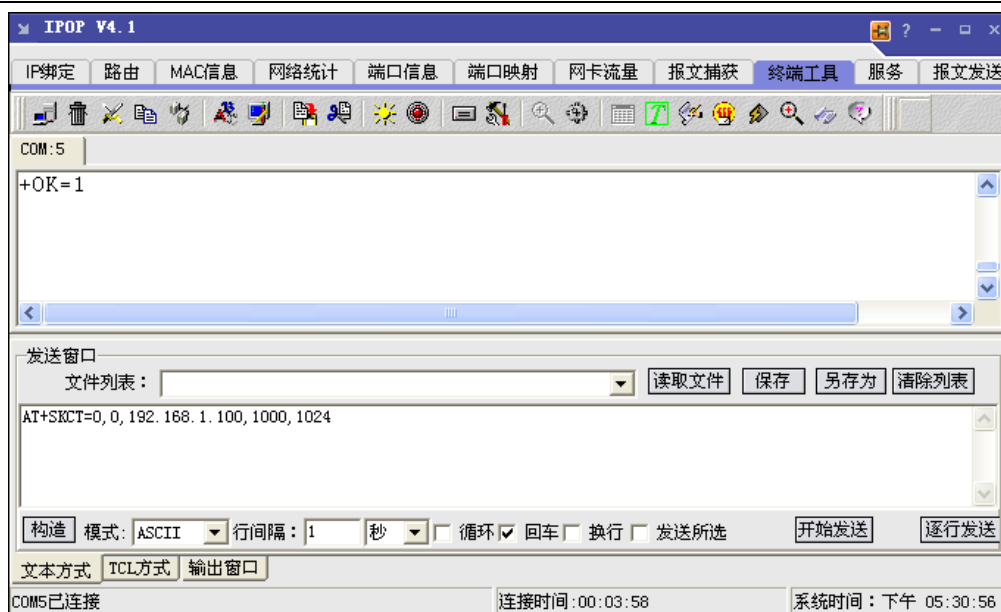 IPOP V4.1
IP绑定 路由 MAC信息 网络统计 端口信息 端口映射 网卡流量 报文捕获 终端工具 服务 报文发送
COM:5
+OK=1
发送窗口
文件列表： 读取文件 保存 另存为 清除列表
AT+SKCT=0,0,192.168.1.100,1000,1024
构造 模式: ASCII 行间隔： 1 秒 循环 回车 换行 发送所选 开始发送 逐行发送
文本方式 TCL方式 输出窗口
COM5已连接 连接时间:00:03:58 系统时间：下午 05:30:56